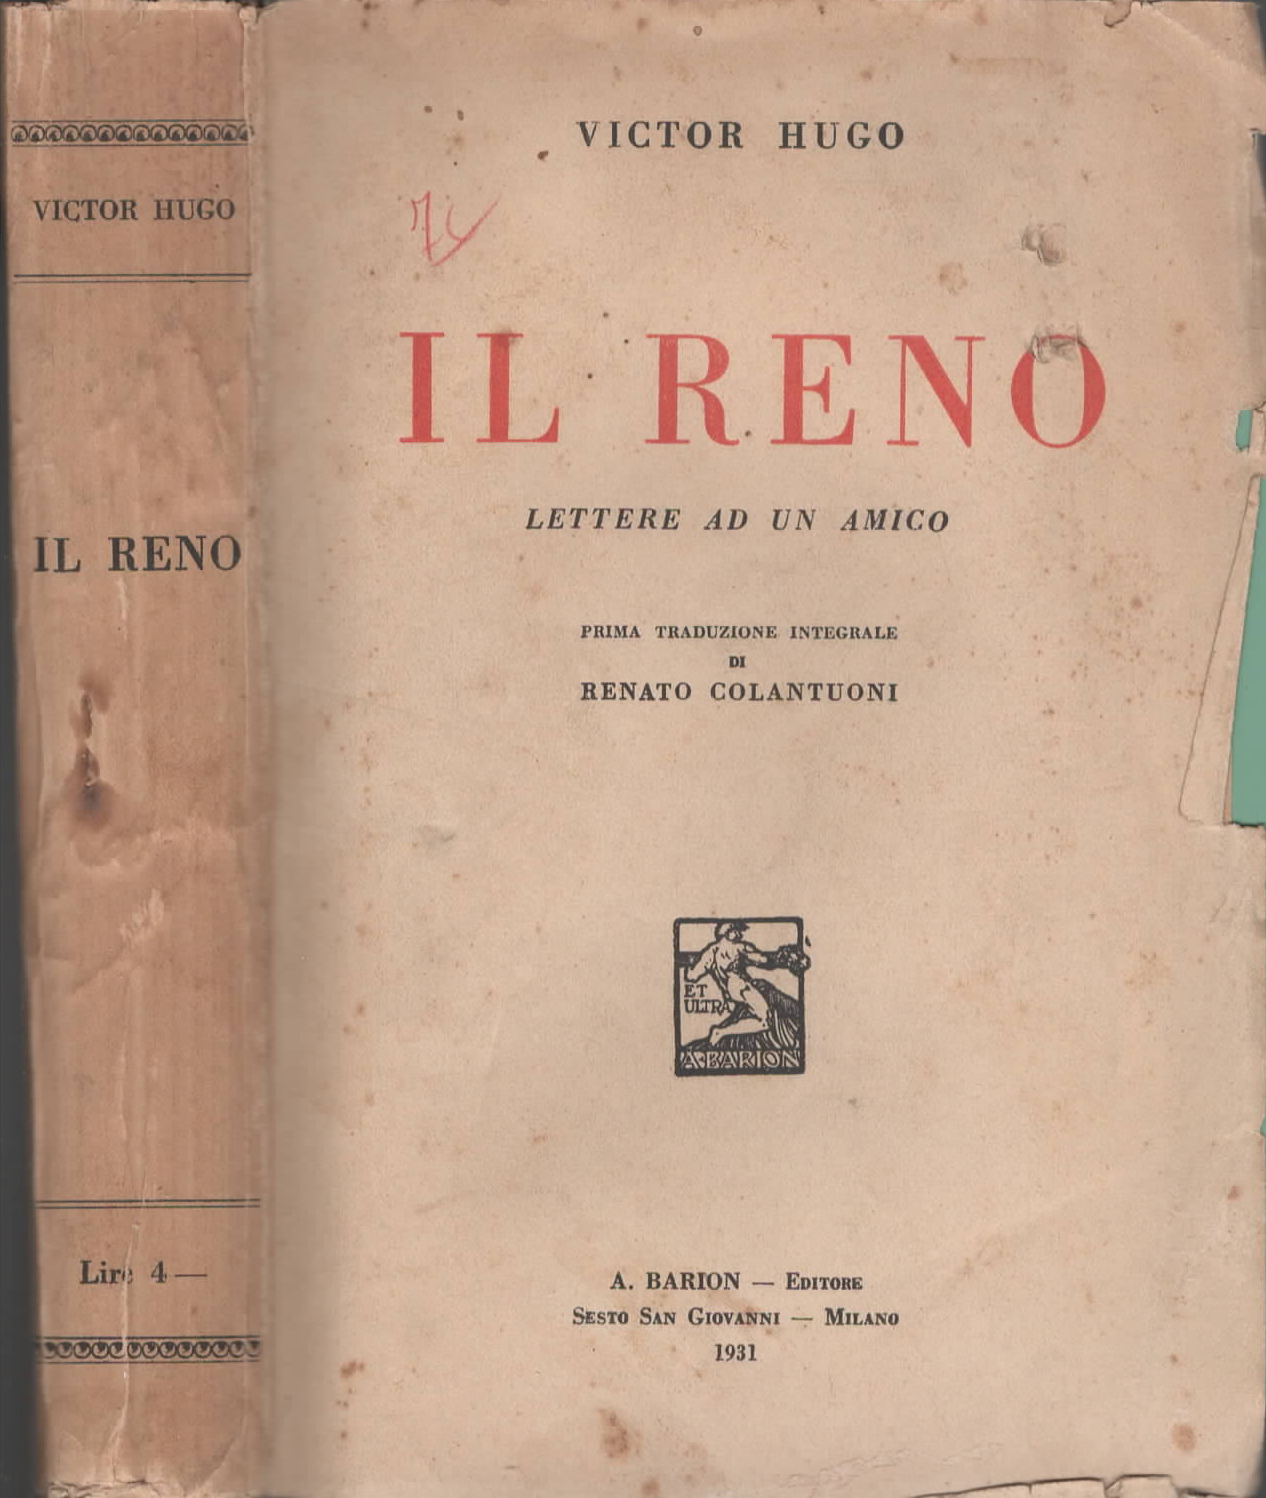 VICTOR HUGO
IL RENO
Lire 4—
VICTOR HUGO
IL RENO
LETTERE AD UN AMICO
PRIMA TRADUZIONE INTEGRALE
DI
RENATO COLANTUONI
ET
ULTRA
A·BARION
A. BARION — EDITORE
SESTO SAN GIOVANNI — MILANO
1931